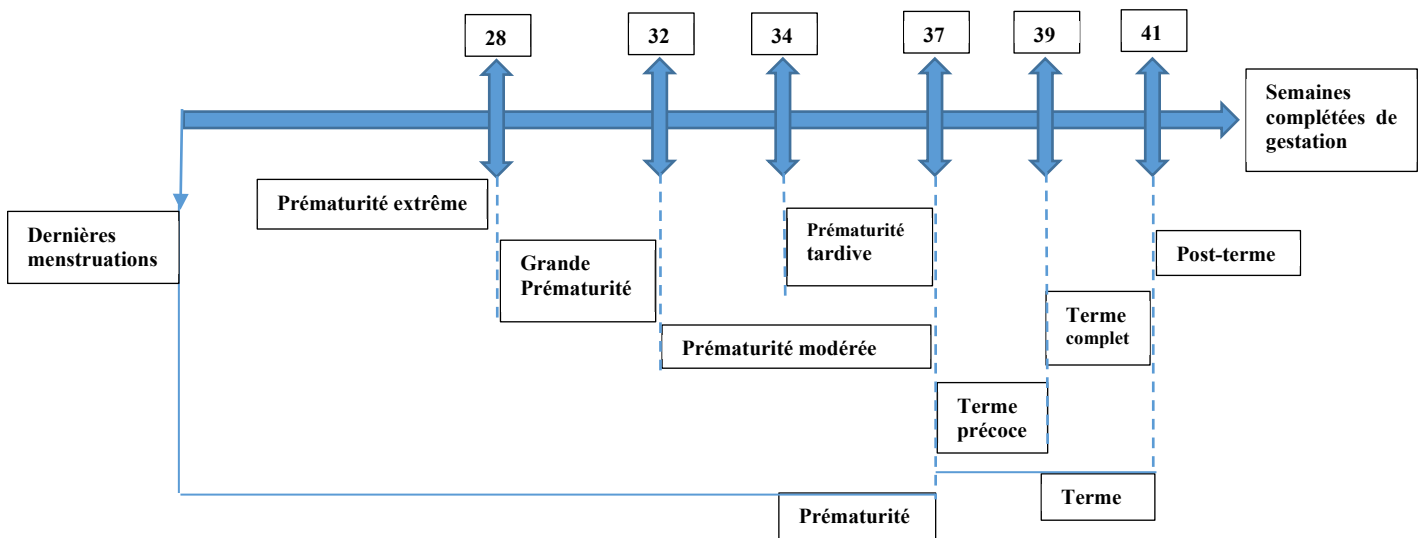 28
32
34
37
39
41
Semaines
complétées de
gestation
Prématurité extrême
Dernières
menstruations
Grande
Prématurité
Prématurité
tardive
Post-terme
Prématurité modérée
Terme
complet
Terme
précoce
Terme
Prématurité